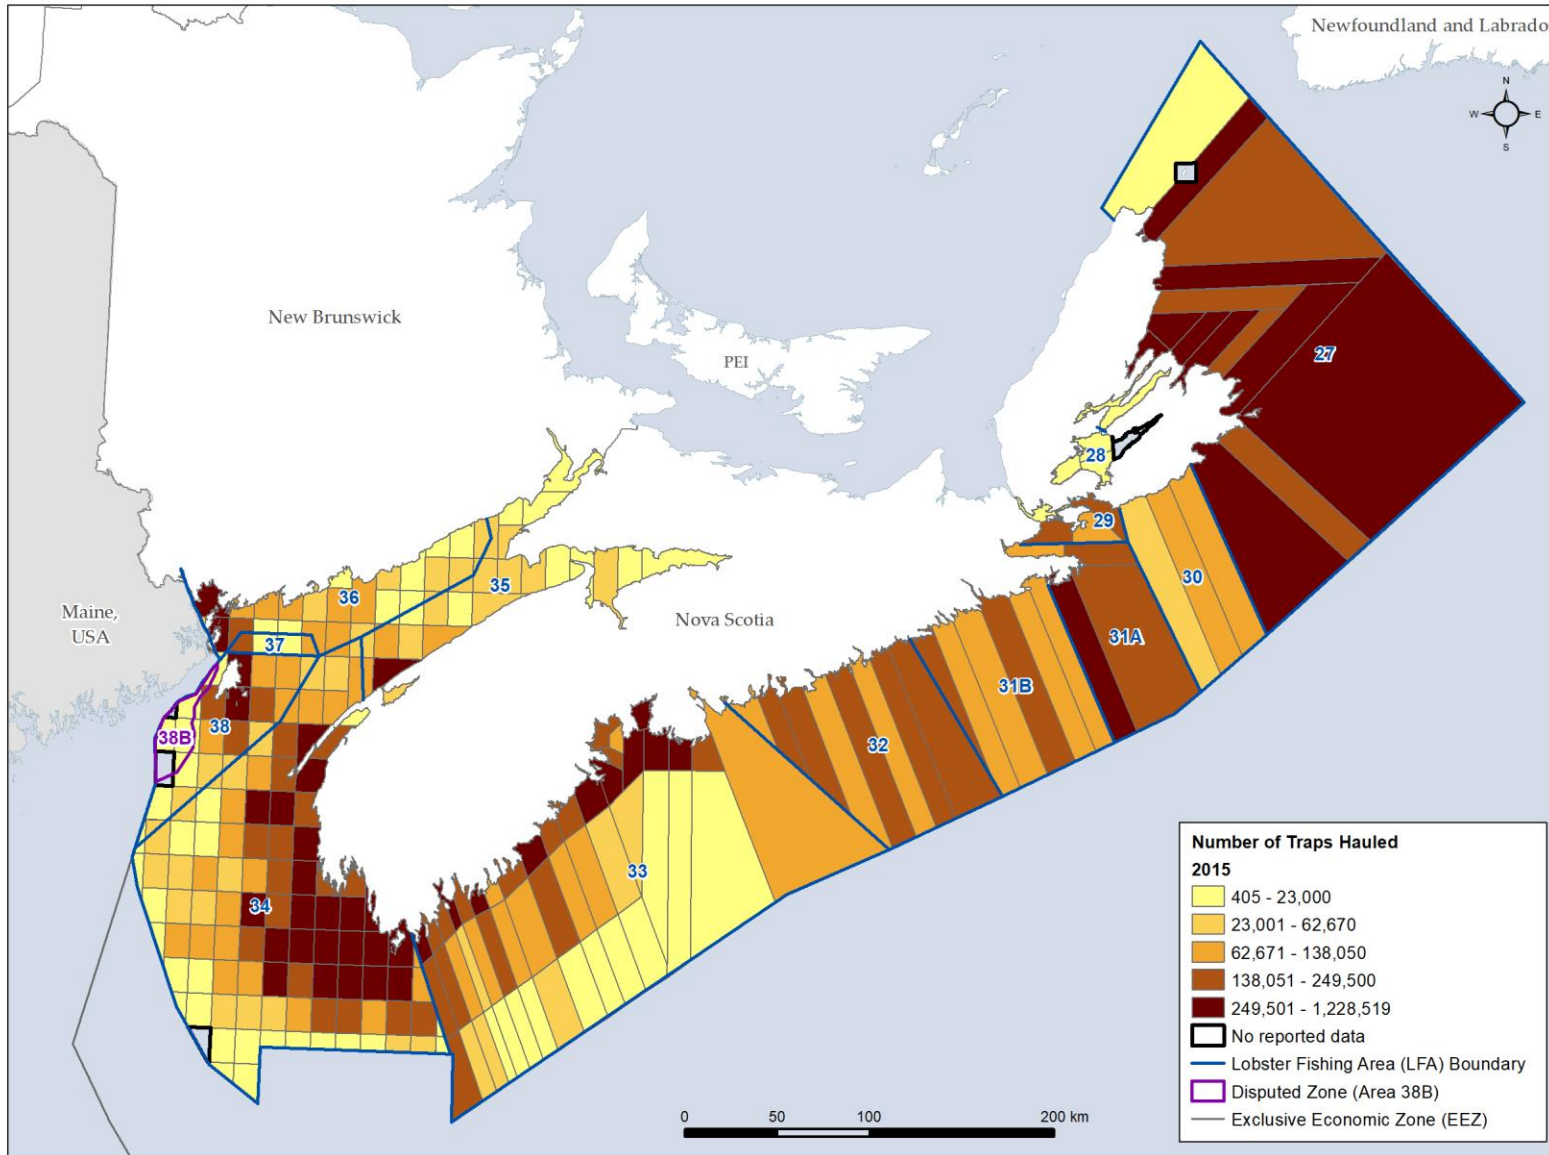 Newfoundland and Labrado
N
W
E
S
New Brunswick
PEI
27
28
29
30
35
36
Maine,
USA
Nova Scotia
37
31A
31B
38
38B
32
33
34
Number of Traps Hauled
2015
405 - 23,000
23,001 - 62,670
62,671 - 138,050
138,051 - 249,500
249,501 - 1,228,519
No reported data
Lobster Fishing Area (LFA) Boundary
Disputed Zone (Area 38B)
Exclusive Economic Zone (EEZ)
0 50 100 200 km